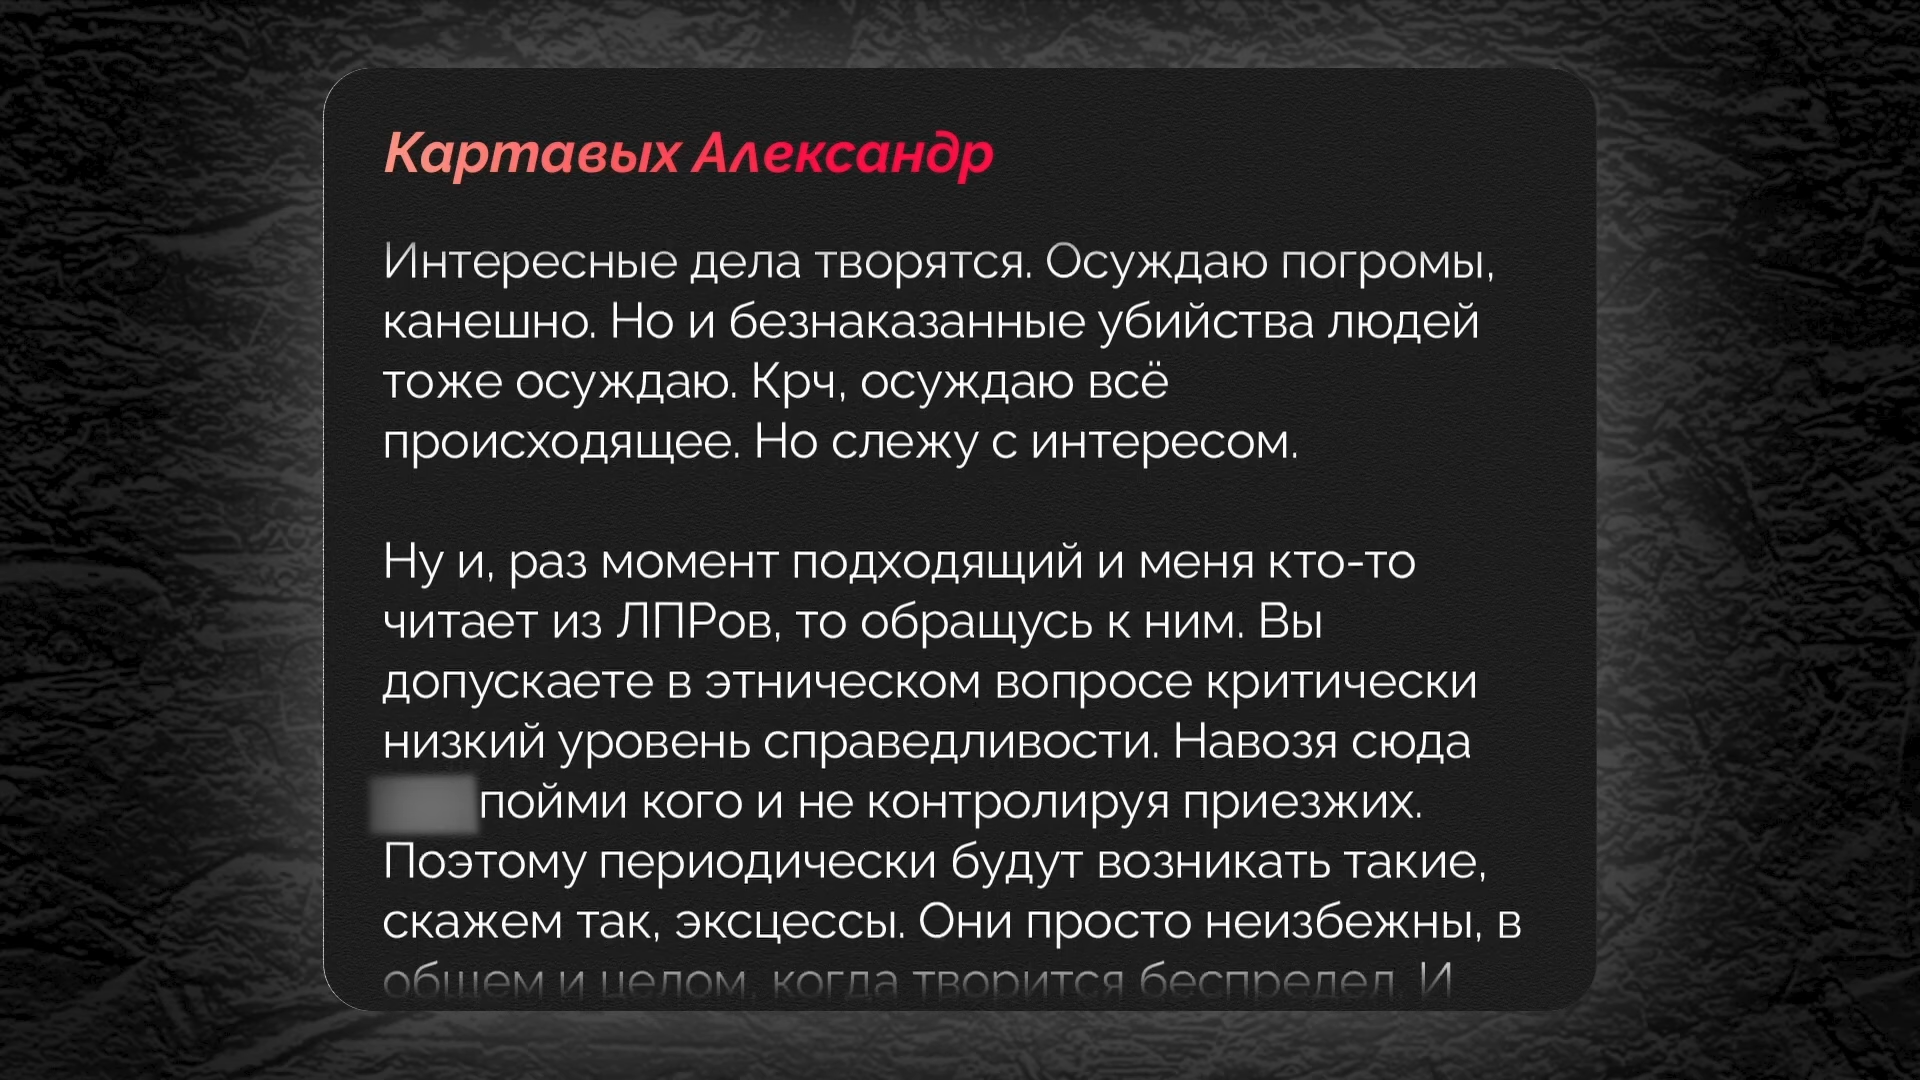 Картавых Александр
Интересные дела творятся. Осуждаю погромы,
канешно. Но и безнаказанные убийства людей
тоже осуждаю. Крч, осуждаю всё
происходящее. Но слежу с интересом.
Ну и, раз момент подходящий и меня кто-то
читает из ЛПРов, то обращусь к ним. Вы
допускаете в этническом вопросе критически
низкий уровень справедливости. Навозя сюда
пойми кого и не контролируя приезжих.
Поэтому периодически будут возникать такие,
скажем так, эксцессы. Они просто неизбежны, в
общем и целом, когда творится беспредел. И